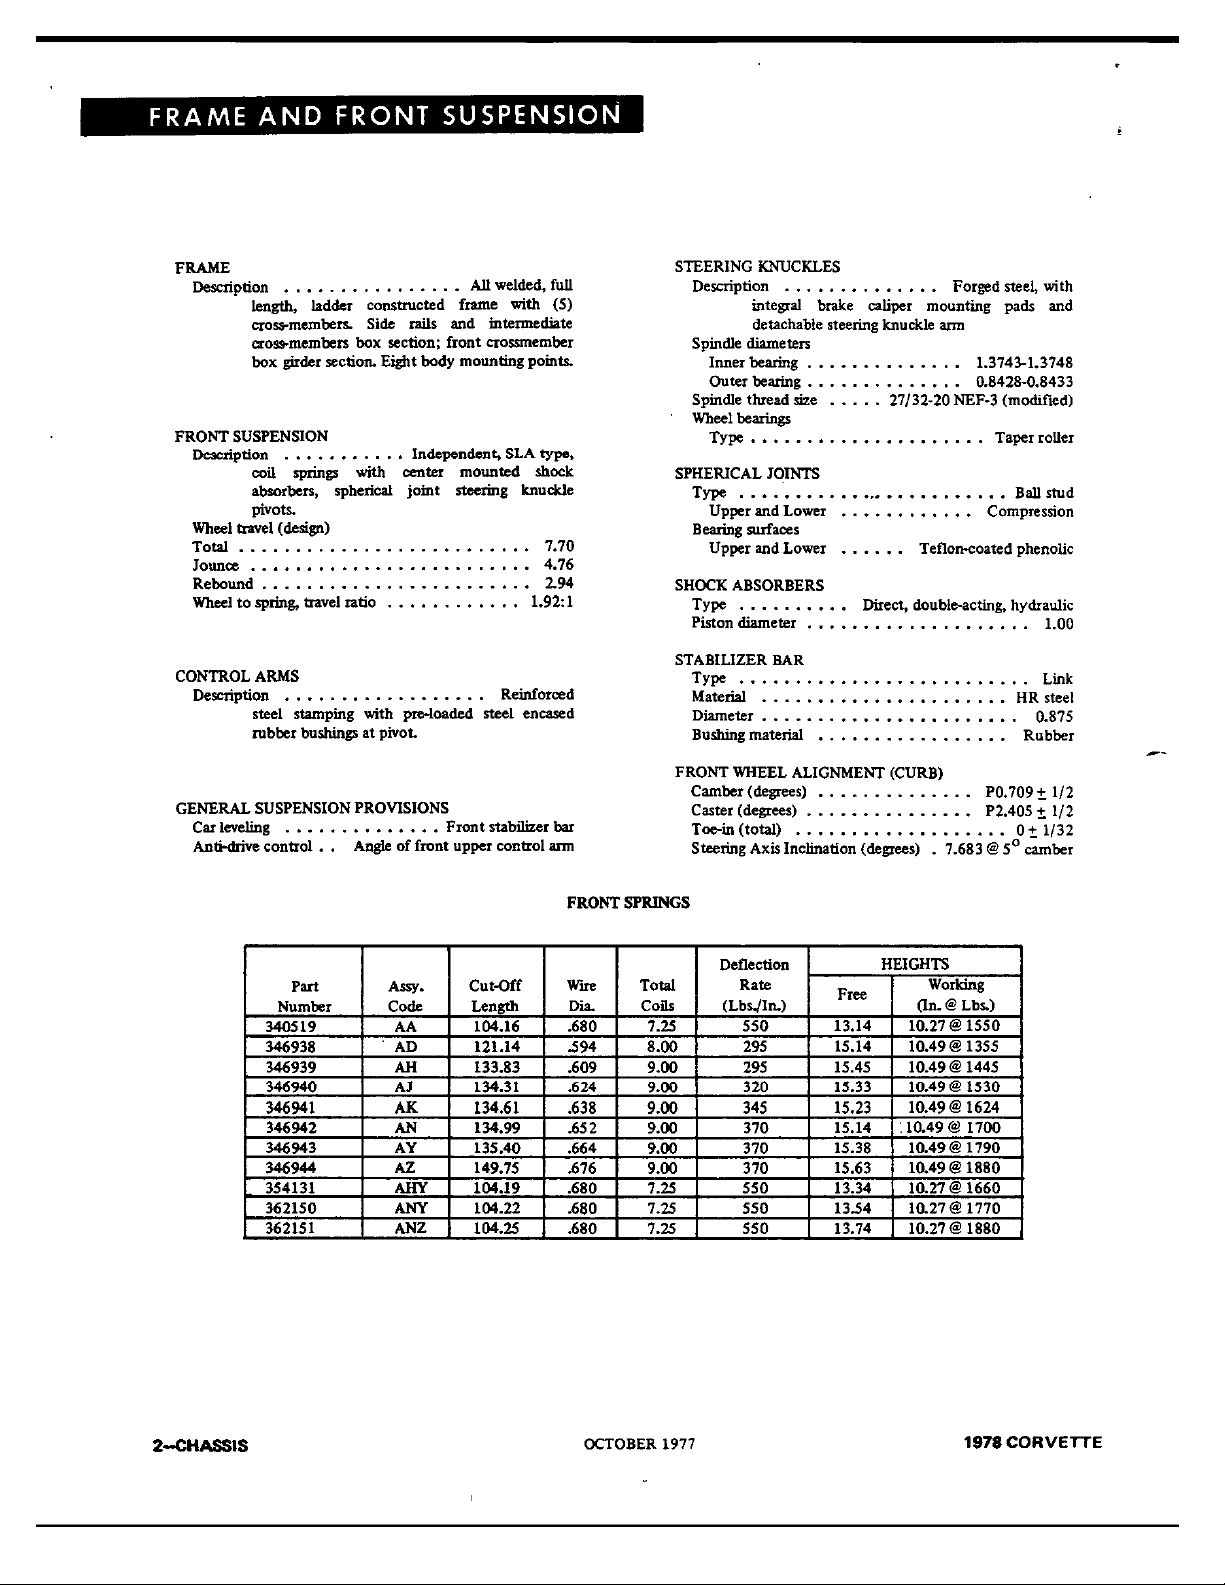 FRAME AND FRONT SUSPENSION
FRAME
Description . . . . . . . . . . . . . . . . All welded, full
length, ladder constructed frame with (5)
cross-members. Side rails and intermediate
cross-members box section; front crossmember
box girder section. Eight body mounting points.
FRONT SUSPENSION
Description . . . . . . . . . . . Independent, SLA type,
coil springs with center mounted shock
absorbers, spherical joint steering knuckle
pivots.
Wheel travel (design)
Total . . . . . . . . . . . . . . . . . . . . . . . . . . 7.70
Jounce . . . . . . . . . . . . . . . . . . . . . . . . . 4.76
Rebound . . . . . . . . . . . . . . . . . . . . . . . . 2.94
Wheel to spring, travel ratio . . . . . . . . . . . . 1.92:1
CONTROL ARMS
Description . . . . . . . . . . . . . . . . . . Reinforced
steel stamping with pre-loaded steel encased
rubber bushings at pivot.
GENERAL SUSPENSION PROVISIONS
Car leveling . . . . . . . . . . . . . . Front stabilizer bar
Anti-drive control . . Angle of front upper control arm
STEERING KNUCKLES
Description . . . . . . . . . . . . . . Forged steel, with
integral brake caliper mounting pads and
detachable steering knuckle arm
Spindle diameters
Inner bearing . . . . . . . . . . . . . . 1.3743-1.3748
Outer bearing . . . . . . . . . . . . . . 0.8428-0.8433
Spindle thread size . . . . . 27/32-20 NEF-3 (modified)
Wheel bearings
Type . . . . . . . . . . . . . . . . . . . . . Taper roller
SPHERICAL JOINTS
Type . . . . . . . . . . . . . . . . . . . . . . . . Ball stud
Upper and Lower . . . . . . . . . . . . Compression
Bearing surfaces
Upper and Lower . . . . . . Teflon-coated phenolic
SHOCK ABSORBERS
Type . . . . . . . . . . Direct, double-acting, hydraulic
Piston diameter . . . . . . . . . . . . . . . . . . . . 1.00
STABILIZER BAR
Type . . . . . . . . . . . . . . . . . . . . . . . . . . Link
Material . . . . . . . . . . . . . . . . . . . . . . HR steel
Diameter . . . . . . . . . . . . . . . . . . . . . . . 0.875
Bushing material . . . . . . . . . . . . . . . . . Rubber
FRONT WHEEL ALIGNMENT (CURB)
Camber (degrees) . . . . . . . . . . . . . . P0.709 ± 1/2
Caster (degrees) . . . . . . . . . . . . . . . P2.405 ± 1/2
Toe-in (total) . . . . . . . . . . . . . . . . . . . 0 ± 1/32
Steering Axis Inclination (degrees) . 7.683 @ 5° camber
FRONT SPRINGS
Part Number | Assy. Code | Cut-Off Length | Wire Dia. | Total Coils | Deflection Rate (Lbs./In.) | HEIGHTS Free | Working (In. @ Lbs.)
340519 AA 104.16 .680 7.25 550 13.14 10.27 @ 1550
346938 AD 121.14 .594 8.00 295 15.14 10.49 @ 1355
346939 AH 133.83 .609 9.00 295 15.45 10.49 @ 1445
346940 AJ 134.31 .624 9.00 320 15.33 10.49 @ 1530
346941 AK 134.61 .638 9.00 345 15.23 10.49 @ 1624
346942 AN 134.99 .652 9.00 370 15.14 10.49 @ 1700
346943 AY 135.40 .664 9.00 370 15.38 10.49 @ 1790
346944 AZ 149.75 .676 9.00 370 15.63 10.49 @ 1880
354131 AHY 104.19 .680 7.25 550 13.34 10.27 @ 1660
362150 ANY 104.22 .680 7.25 550 13.54 10.27 @ 1770
362151 ANZ 104.25 .680 7.25 550 13.74 10.27 @ 1880
2--CHASSIS
OCTOBER 1977
1978 CORVETTE